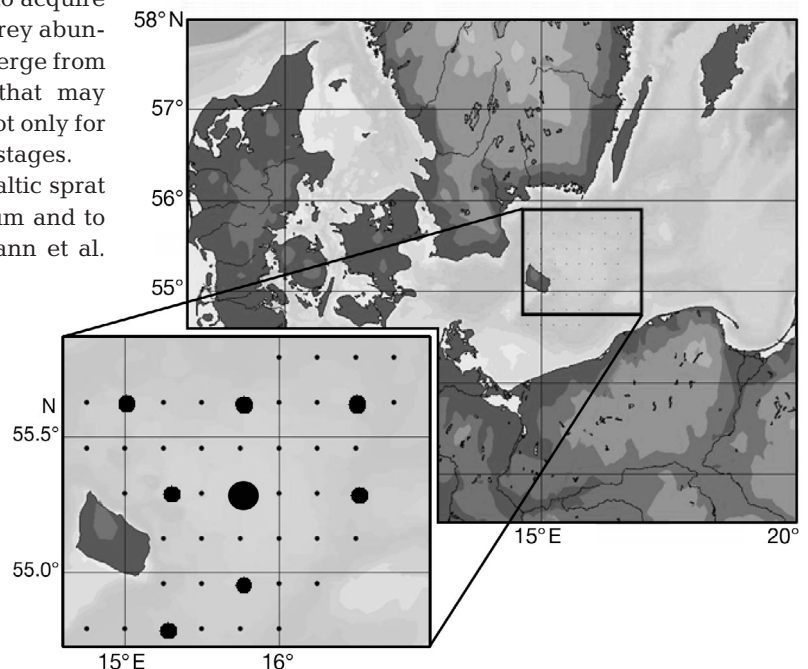 o acquire
rey abun-
erge from
that may
ot only for
stages.
altic sprat
um and to
ann et al.
58° N
57°
56°
55°
15°E
20°
N
55.5°
55.0°
15°E
16°